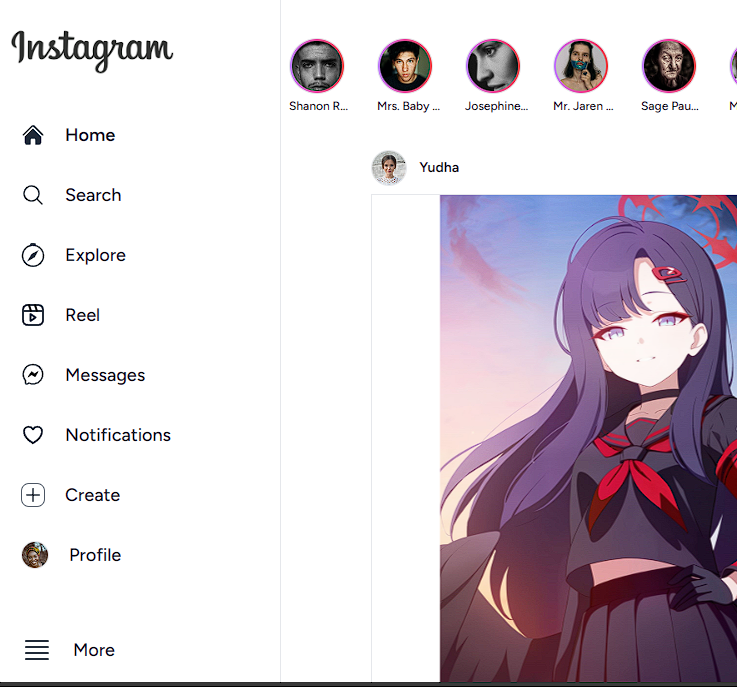 Instagram
Home
Search
Explore
Reel
Messages
Notifications
Create
Profile
More
Shanon R...
Mrs. Baby ...
Josephine...
Mr. Jaren ...
Sage Pau...
Yudha